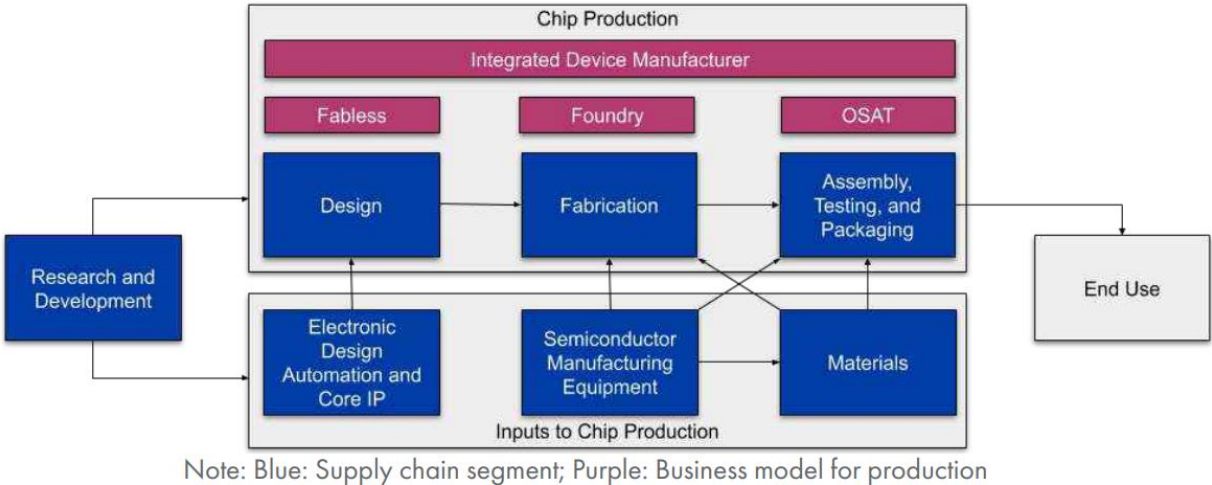 Chip Production
Integrated Device Manufacturer
Fabless
Foundry
OSAT
Design
Fabrication
Assembly,
Testing, and
Packaging
Research and
Development
End Use
Electronic
Design
Automation and
Core IP
Semiconductor
Manufacturing
Equipment
Materials
Inputs to Chip Production
Note: Blue: Supply chain segment; Purple: Business model for production